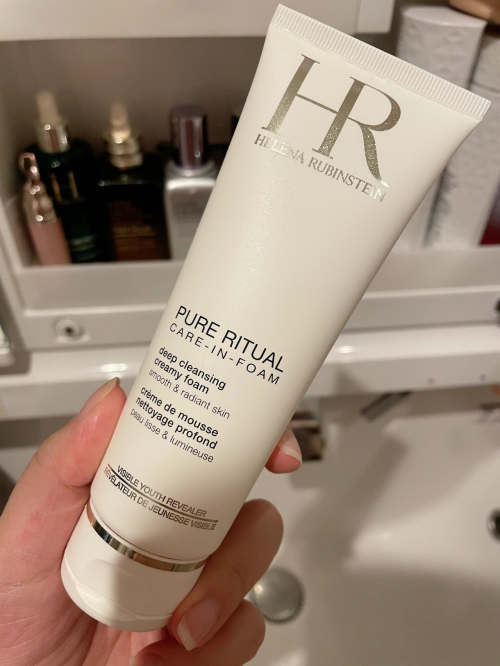 HR
HELENA RUBINSTEIN
PURE RITUAL
CARE-IN-FOAM
deep cleansing
creamy foam
smooth & radiant skin
crème de mousse
nettoyage profond
peau lisse & lumineuse
VISIBLE YOUTH REVEALER
RÉVÉLATEUR DE JEUNESSE VISIBLE